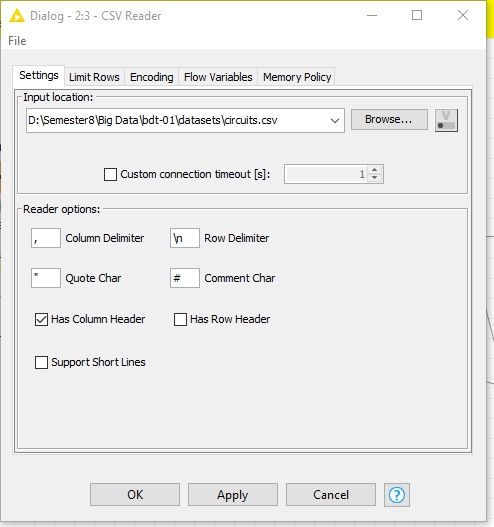 Dialog - 2:3 - CSV Reader
File
Settings Limit Rows Encoding Flow Variables Memory Policy
Input location:
D:\Semester8\Big Data\bdt-01\datasets\circuits.csv Browse... V
Custom connection timeout [s]: 1
Reader options:
, Column Delimiter \n Row Delimiter
" Quote Char # Comment Char
Has Column Header Has Row Header
Support Short Lines
OK Apply Cancel ?